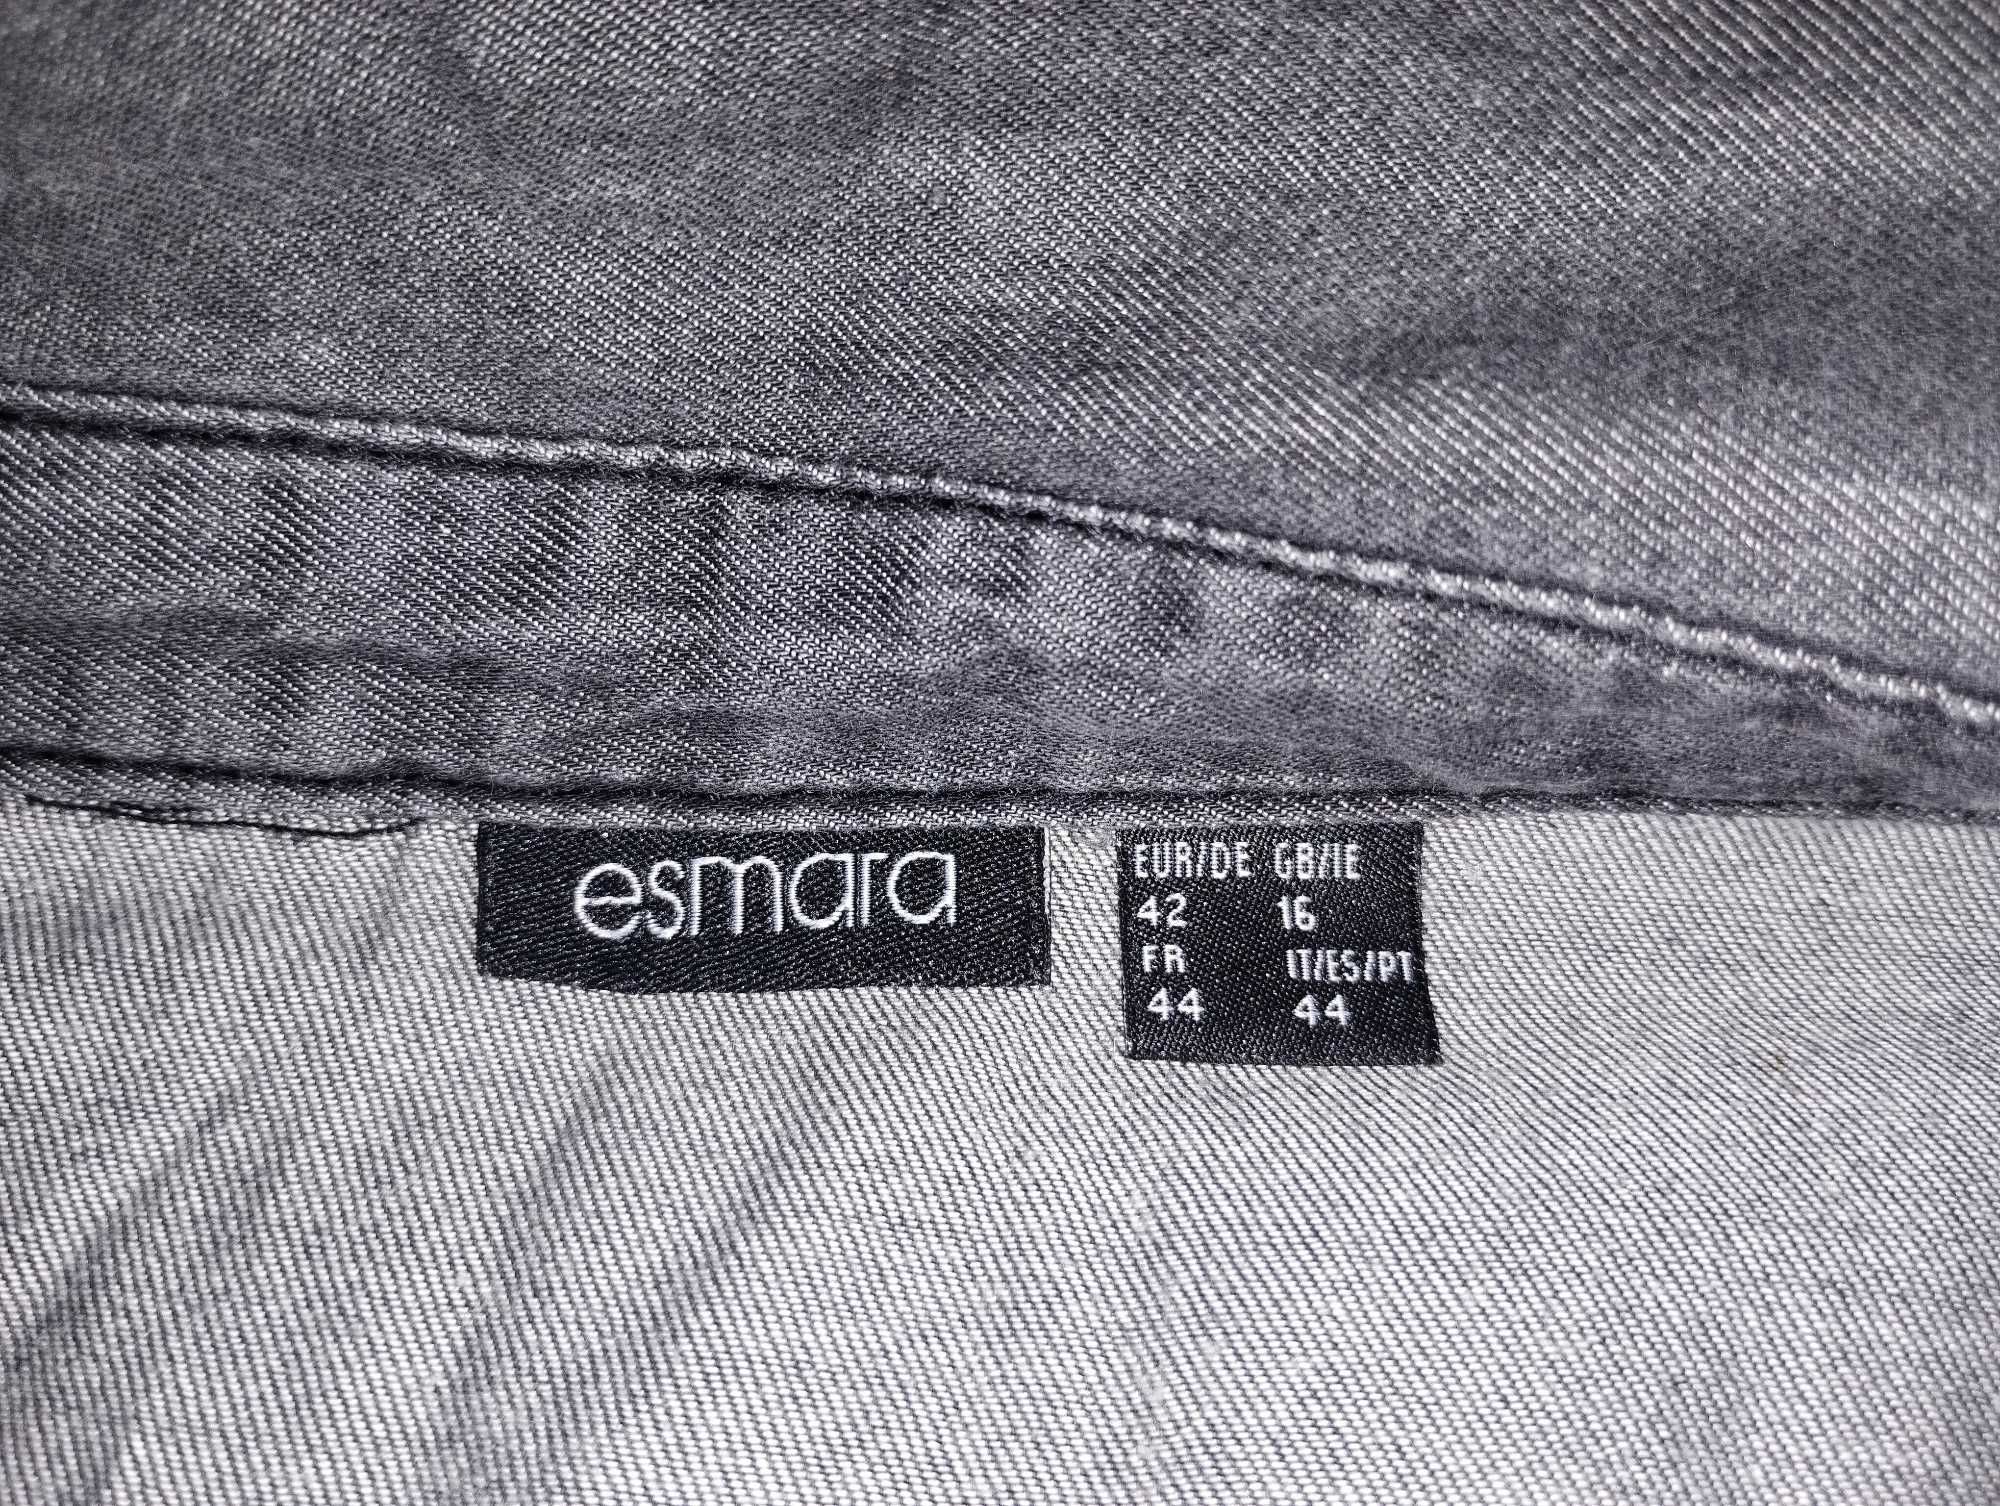 esmara
EUR/DE GB/IE
42 16
FR IT/ES/PT
44 44